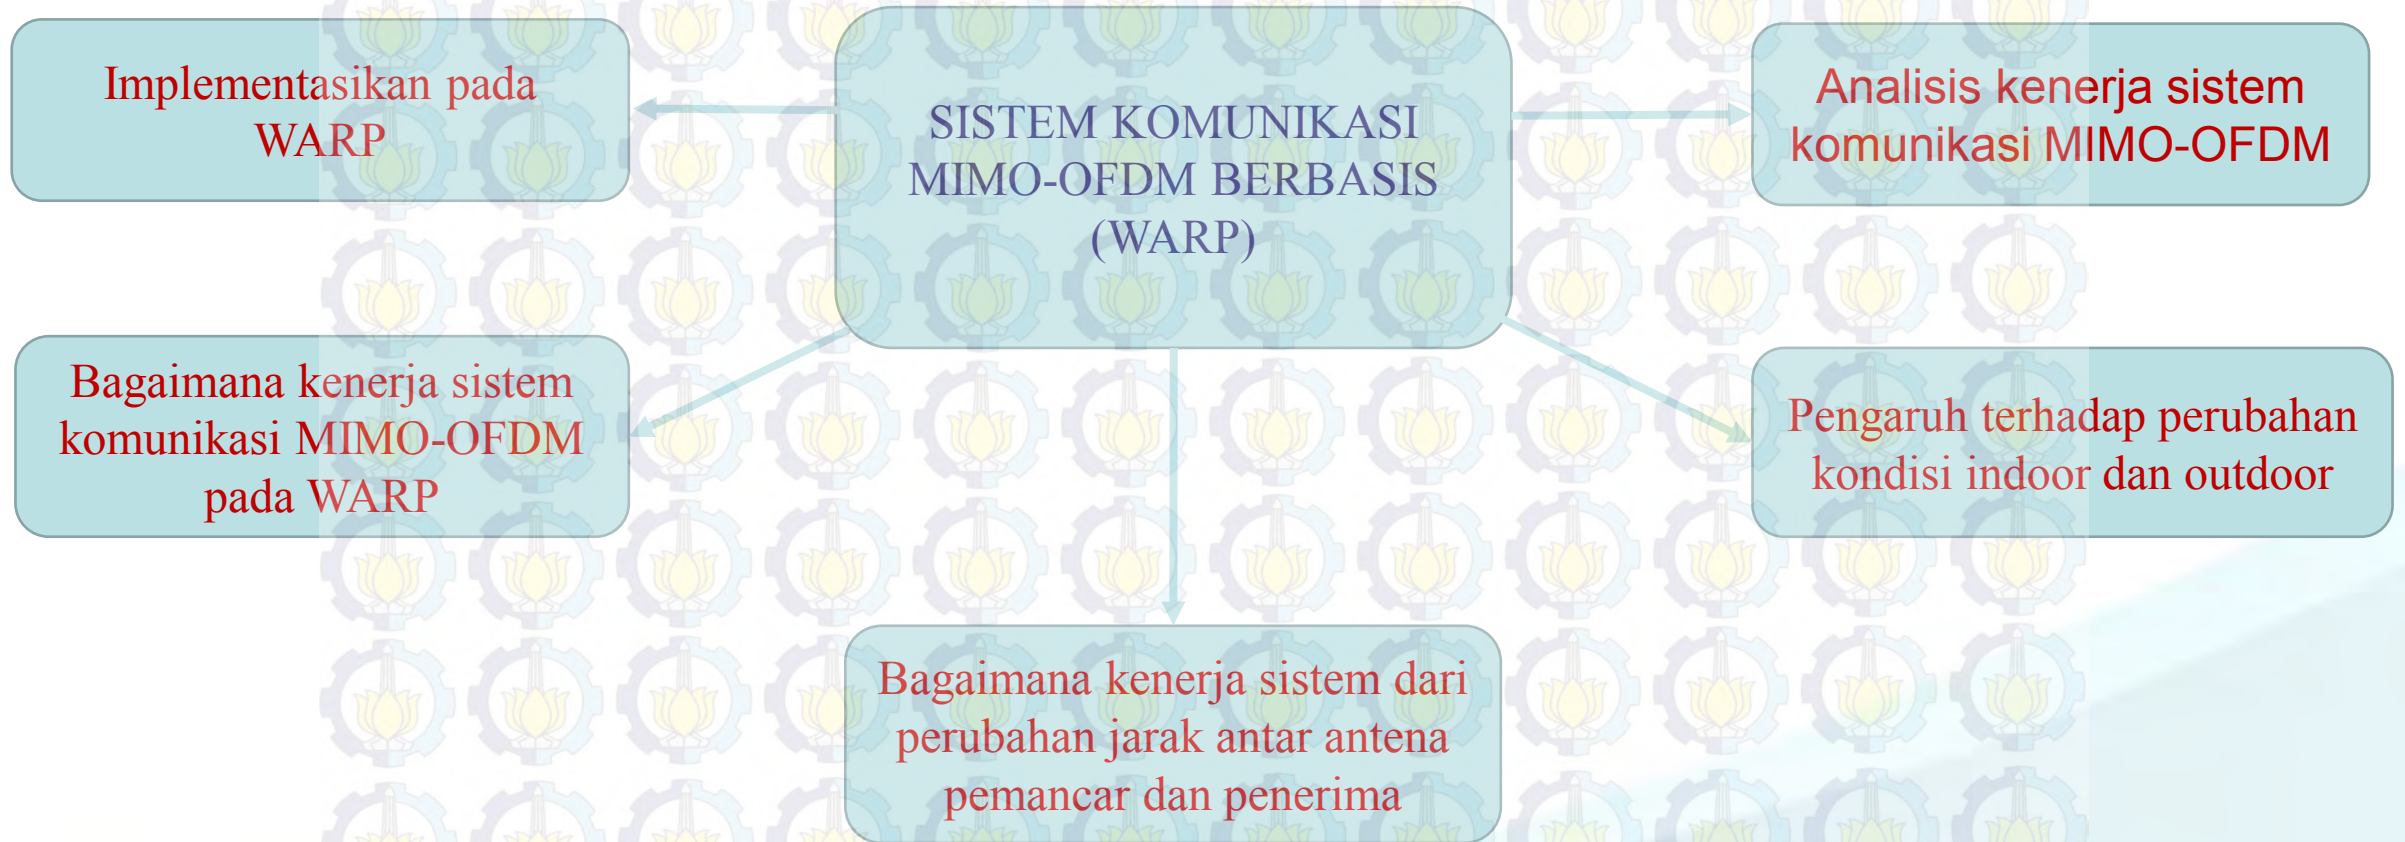 Implementasikan pada
WARP
SISTEM KOMUNIKASI
MIMO-OFDM BERBASIS
(WARP)
Analisis kenerja sistem
komunikasi MIMO-OFDM
Bagaimana kenerja sistem
komunikasi MIMO-OFDM
pada WARP
Pengaruh terhadap perubahan
kondisi indoor dan outdoor
Bagaimana kenerja sistem dari
perubahan jarak antar antena
pemancar dan penerima